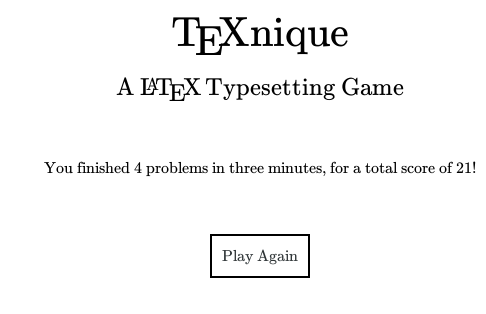 TEXnique
A LATEX Typesetting Game
You finished 4 problems in three minutes, for a total score of 21!
Play Again